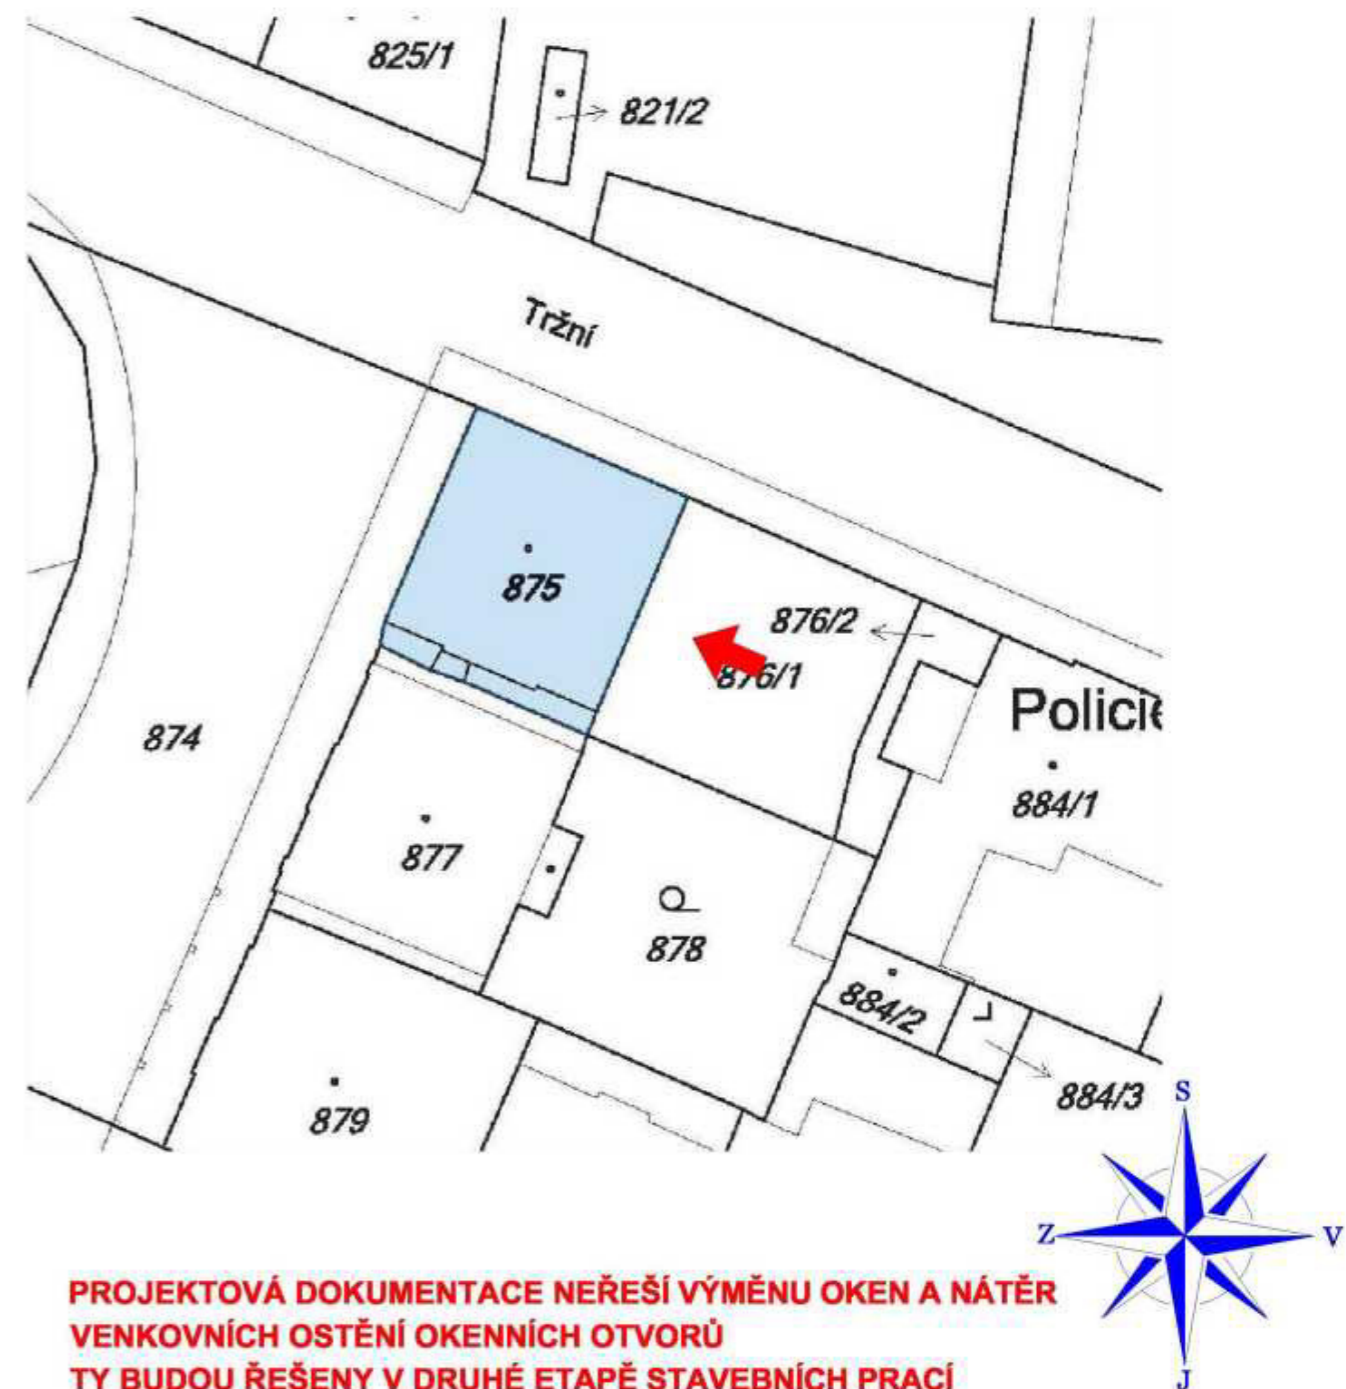 825/1
821/2
Tržní
875
876/2
876/1
Policie
874
884/1
877
878
884/2
884/3
879
S
Z
V
J
PROJEKTOVÁ DOKUMENTACE NEŘEŠÍ VÝMĚNU OKEN A NÁTĚR
VENKOVNÍCH OSTĚNÍ OKENNÍCH OTVORŮ
TY BUDOU ŘEŠENY V DRUHÉ ETAPĚ STAVEBNÍCH PRACÍ